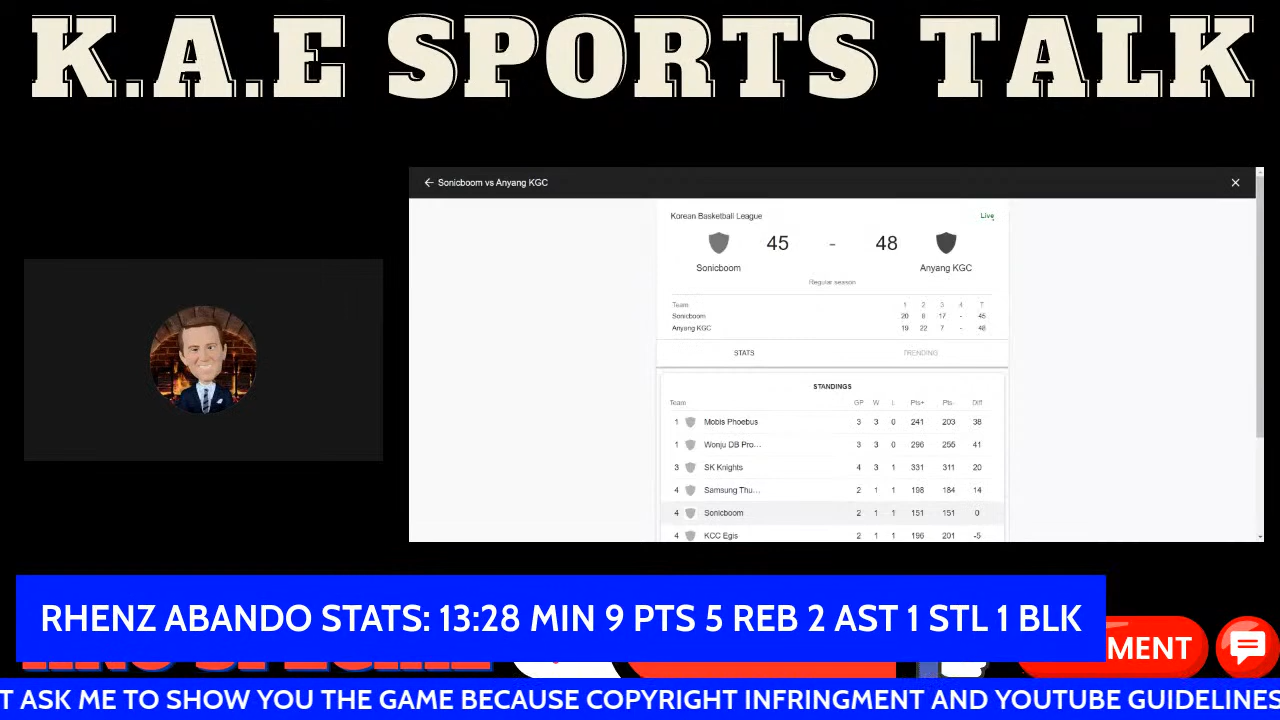 K.A.E SPORTS TALK
Sonicboom vs Anyang KGC
Korean Basketball League Live
45 - 48
Sonicboom Anyang KGC
Regular season
Team 1 2 3 4 T
Sonicboom 20 8 17 - 45
Anyang KGC 19 22 7 - 48
STATS TRENDING
STANDINGS
Team GP W L Pts+ Pts- Diff
1 Mobis Phoebus 3 3 0 241 203 38
1 Wonju DB Pro... 3 3 0 296 255 41
3 SK Knights 4 3 1 331 311 20
4 Samsung Thu... 2 1 1 198 184 14
4 Sonicboom 2 1 1 151 151 0
4 KCC Egis 2 1 1 196 201 -5
RHENZ ABANDO STATS: 13:28 MIN 9 PTS 5 REB 2 AST 1 STL 1 BLK
MENT
T ASK ME TO SHOW YOU THE GAME BECAUSE COPYRIGHT INFRINGMENT AND YOUTUBE GUIDELINES